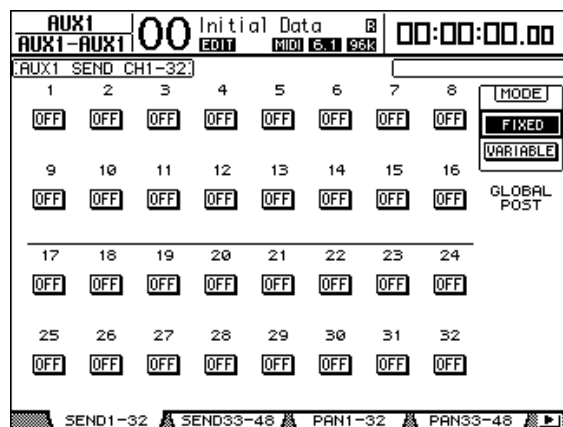 AUX1
AUX1-AUX1
00
Initial Data
EDIT MIDI 6.1 96k
00:00:00.00
AUX1 SEND CH1-32
1 2 3 4 5 6 7 8
OFF OFF OFF OFF OFF OFF OFF OFF
MODE
FIXED
VARIABLE
9 10 11 12 13 14 15 16
OFF OFF OFF OFF OFF OFF OFF OFF
GLOBAL
POST
17 18 19 20 21 22 23 24
OFF OFF OFF OFF OFF OFF OFF OFF
25 26 27 28 29 30 31 32
OFF OFF OFF OFF OFF OFF OFF OFF
SEND1-32 SEND33-48 PAN1-32 PAN33-48